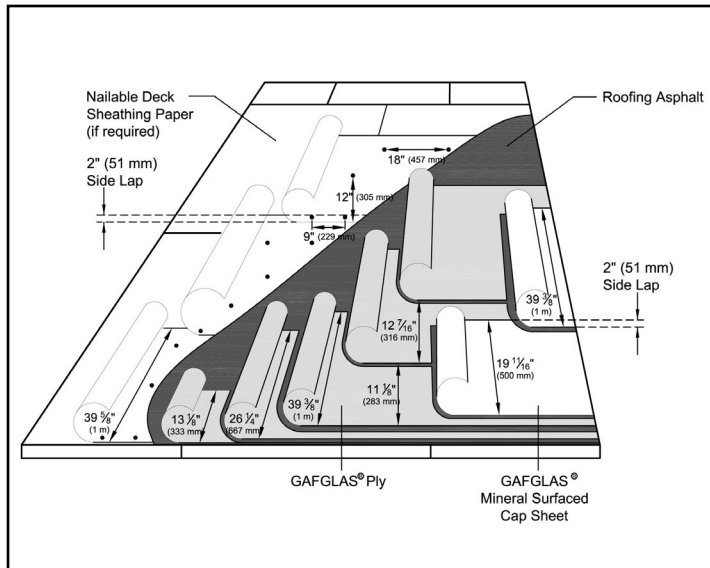 Nailable Deck
Sheathing Paper
(if required)
Roofing Asphalt
2" (51 mm)
Side Lap
18" (457 mm)
12" (305 mm)
9" (229 mm)
2" (51 mm)
Side Lap
39 3/8"
(1 m)
12 7/16"
(316 mm)
19 11/16"
(500 mm)
11 1/8"
(283 mm)
39 5/8"
(1 m)
13 1/8"
(333 mm)
26 1/4"
(667 mm)
39 3/8"
(1 m)
GAFGLAS® Ply
GAFGLAS®
Mineral Surfaced
Cap Sheet